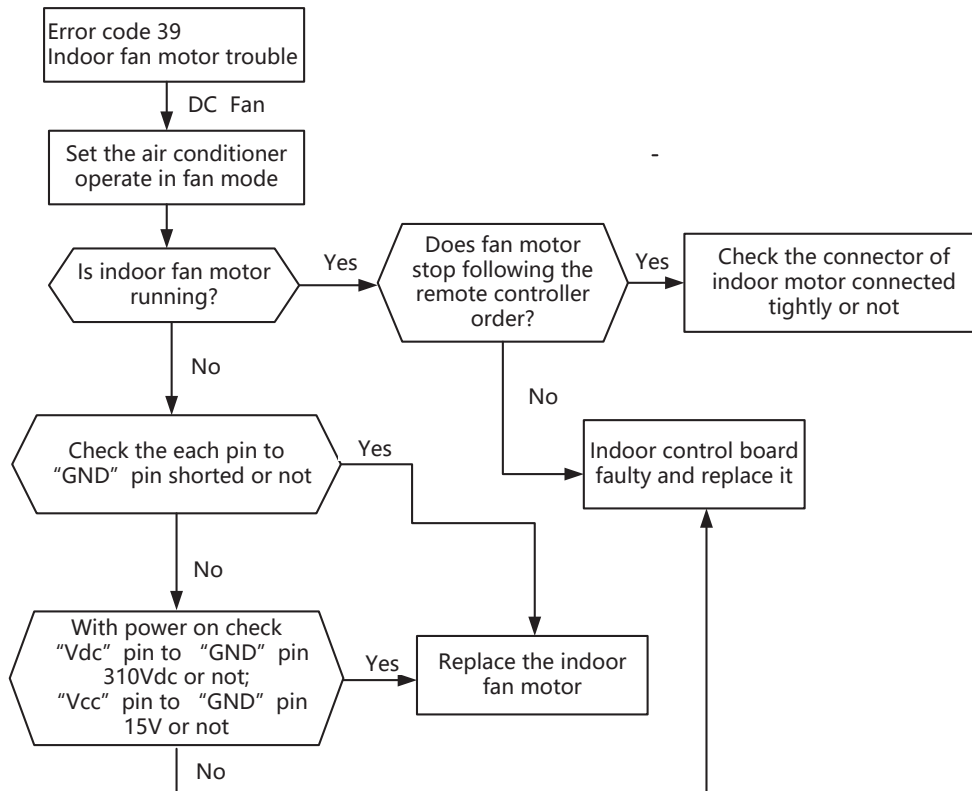 Error code 39
Indoor fan motor trouble
DC Fan
Set the air conditioner
operate in fan mode
-
Is indoor fan motor
running?
Yes
Does fan motor
stop following the
remote controller
order?
Yes
Check the connector of
indoor motor connected
tightly or not
No
No
Check the each pin to
“GND” pin shorted or not
Yes
Indoor control board
faulty and replace it
No
With power on check
“Vdc” pin to “GND” pin
310Vdc or not;
“Vcc” pin to “GND” pin
15V or not
Yes
Replace the indoor
fan motor
No